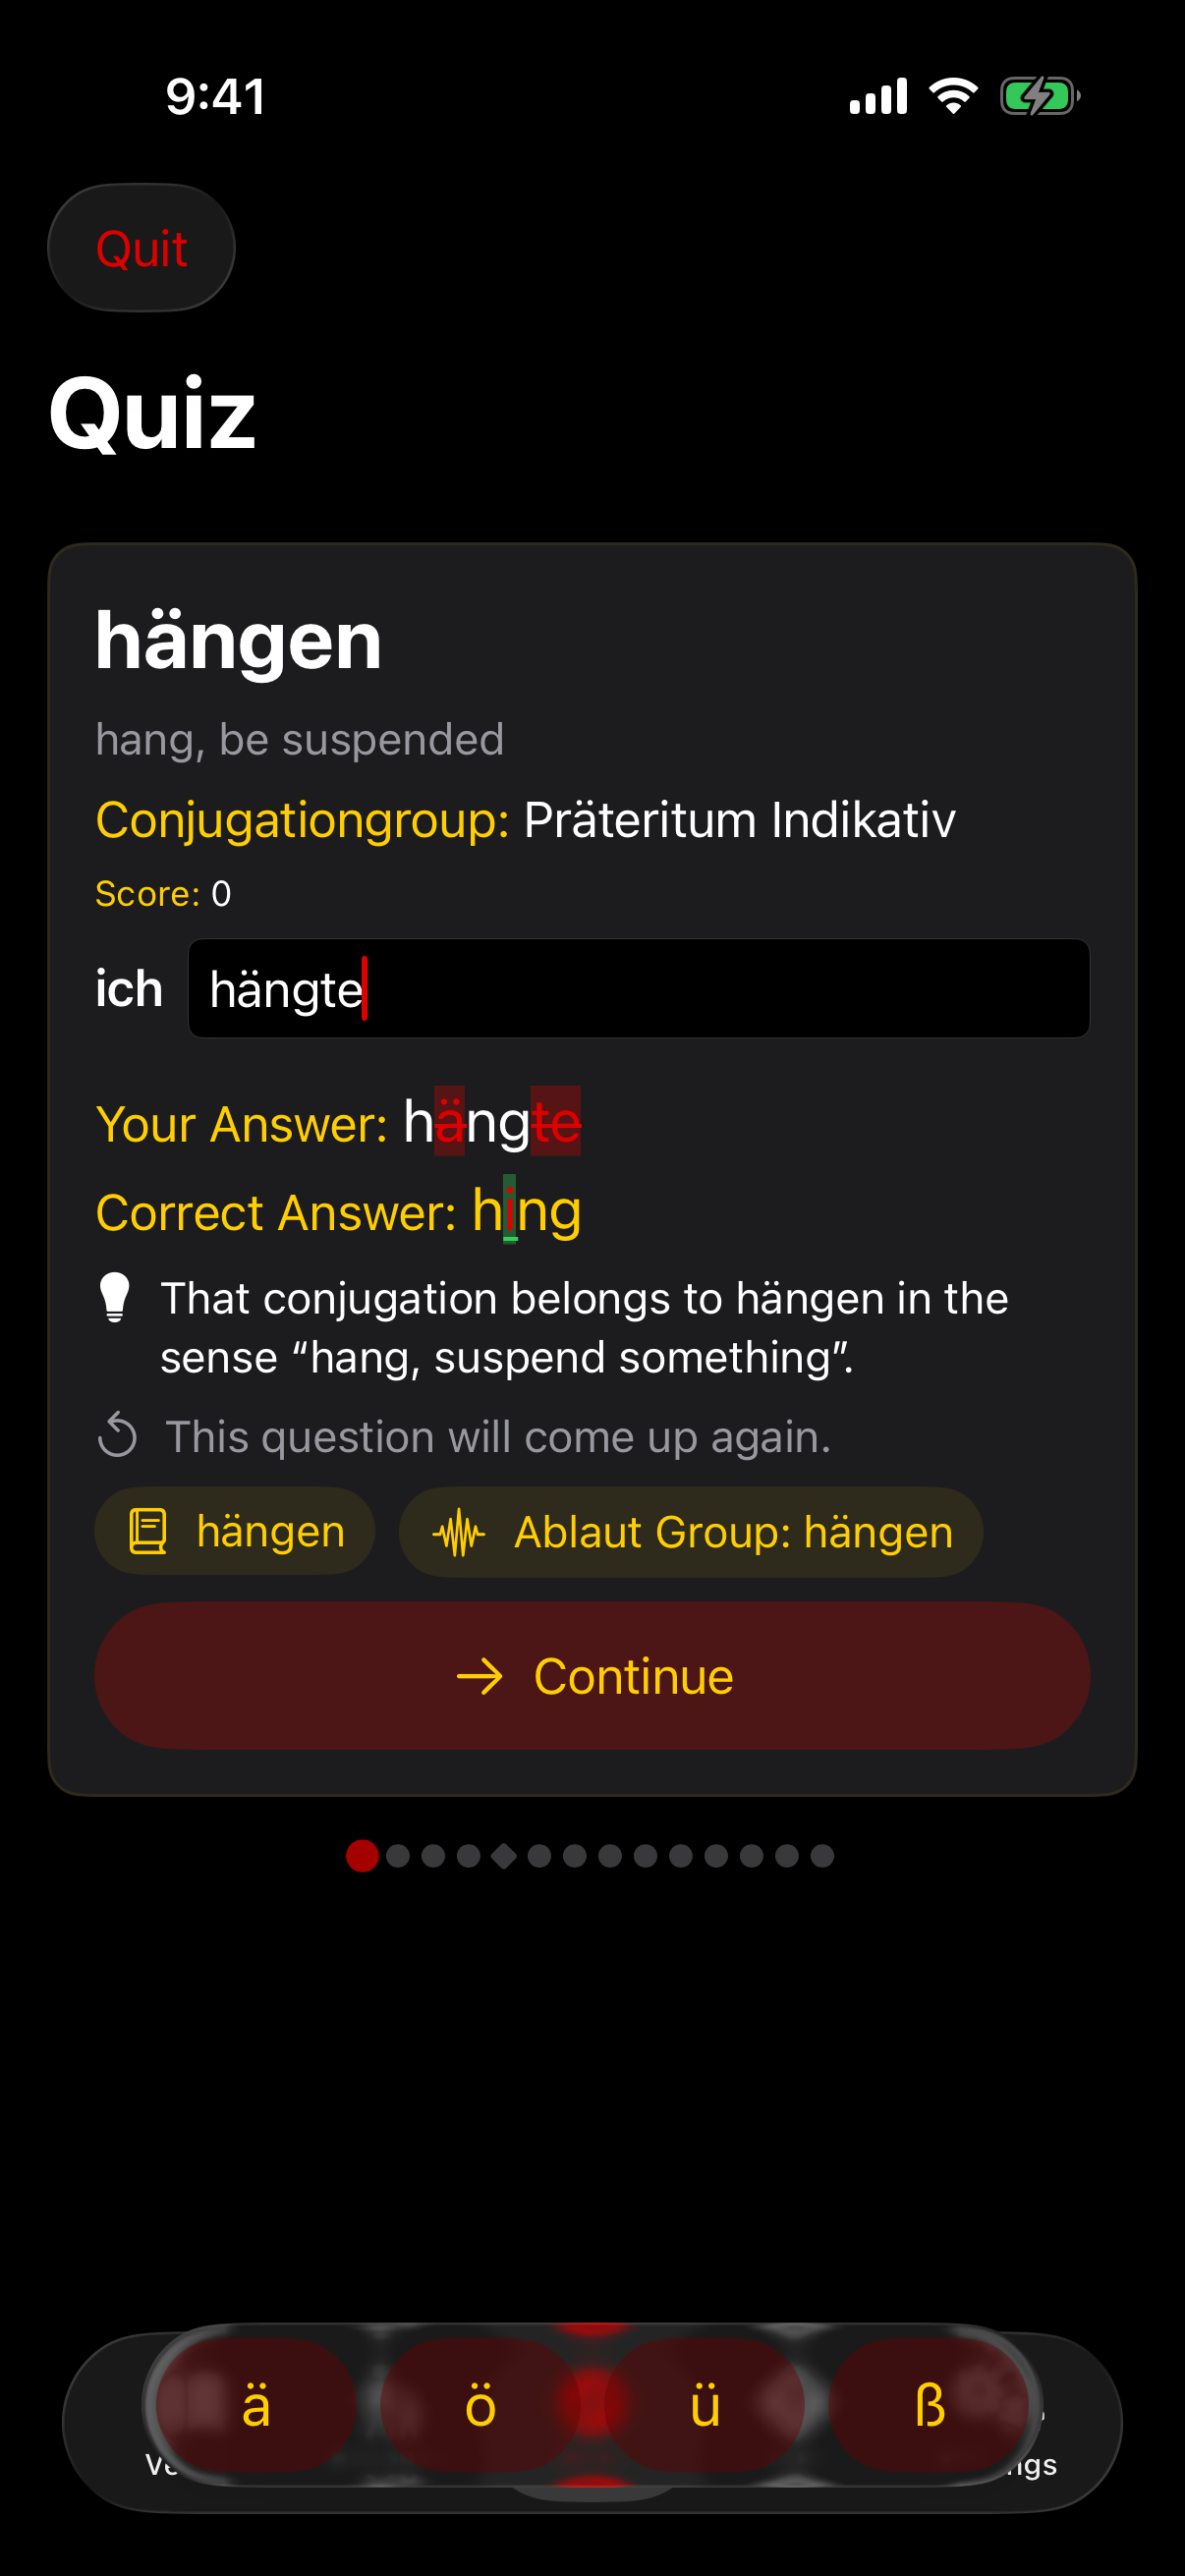 9:41
Quit
Quiz
hängen
hang, be suspended
Conjugationgroup: Präteritum Indikativ
Score: 0
ich hängte
Your Answer: hängte
Correct Answer: hing
That conjugation belongs to hängen in the
sense “hang, suspend something”.
This question will come up again.
hängen
Ablaut Group: hängen
Continue
ä ö ü ß